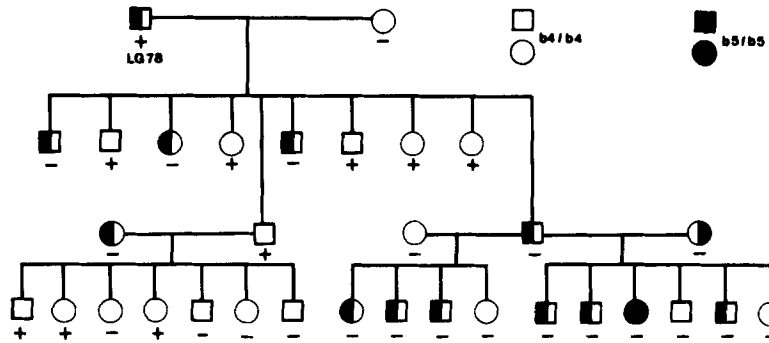 b4/b4 b5/b5
+ −
LG78
− + − + − + + +
− + − − −
+ + − + − − − − − − − − − − − − −